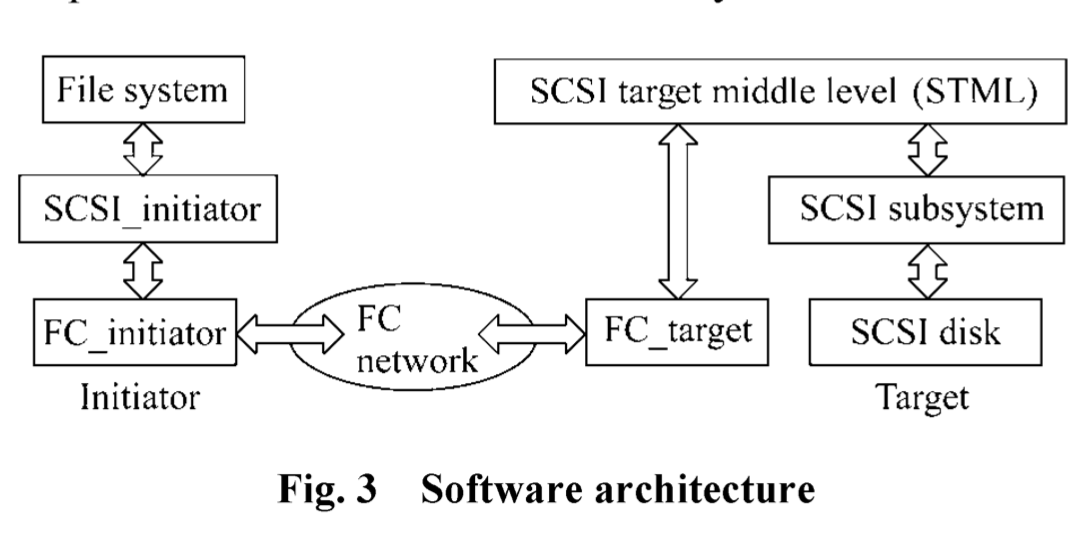 File system
SCSI target middle level (STML)
SCSI_initiator
SCSI subsystem
FC_initiator
FC
network
FC_target
SCSI disk
Initiator
Target
Fig. 3 Software architecture